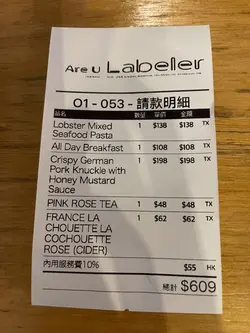 Are U Labeller
01 - 053 - 請款明細
品名 數量 單價 金額
Lobster Mixed 1 $138 $138 TX
Seafood Pasta
All Day Breakfast 1 $108 $108 TX
Crispy German 1 $198 $198 TX
Pork Knuckle with
Honey Mustard
Sauce
PINK ROSE TEA 1 $48 $48 TX
FRANCE LA 1 $62 $62 TX
CHOUETTE LA
COCHOUETTE
ROSE (CIDER)
內用服務費10% $55 HK
總計 $609